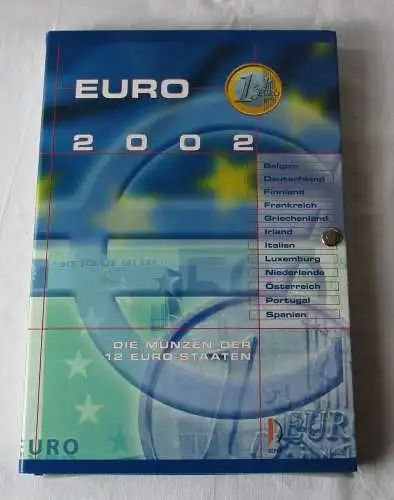 EURO
2002
Belgien
Deutschland
Finnland
Frankreich
Griechenland
Irland
Italien
Luxemburg
Niederlande
Österreich
Portugal
Spanien
DIE MÜNZEN DER
12 EURO-STAATEN
EURO
EUR